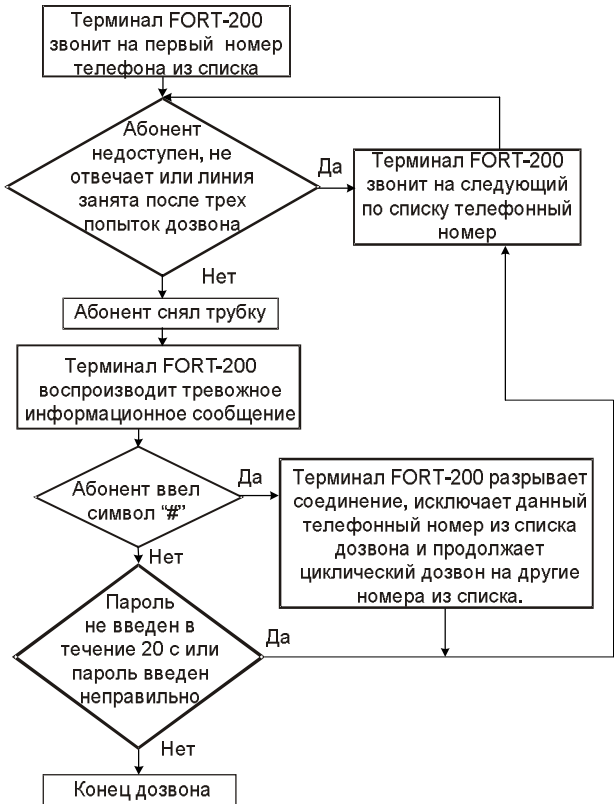 Терминал FORT-200
звонит на первый номер
телефона из списка
Абонент
недоступен, не
отвечает или линия
занята после трех
попыток дозвона
Да
Терминал FORT-200
звонит на следующий
по списку телефонный
номер
Нет
Абонент снял трубку
Терминал FORT-200
воспроизводит тревожное
информационное сообщение
Абонент ввел
символ "#"
Да
Терминал FORT-200 разрывает
соединение, исключает данный
телефонный номер из списка
дозвона и продолжает
циклический дозвон на другие
номера из списка.
Нет
Пароль
не введен в
течение 20 с или
пароль введен
неправильно
Да
Нет
Конец дозвона